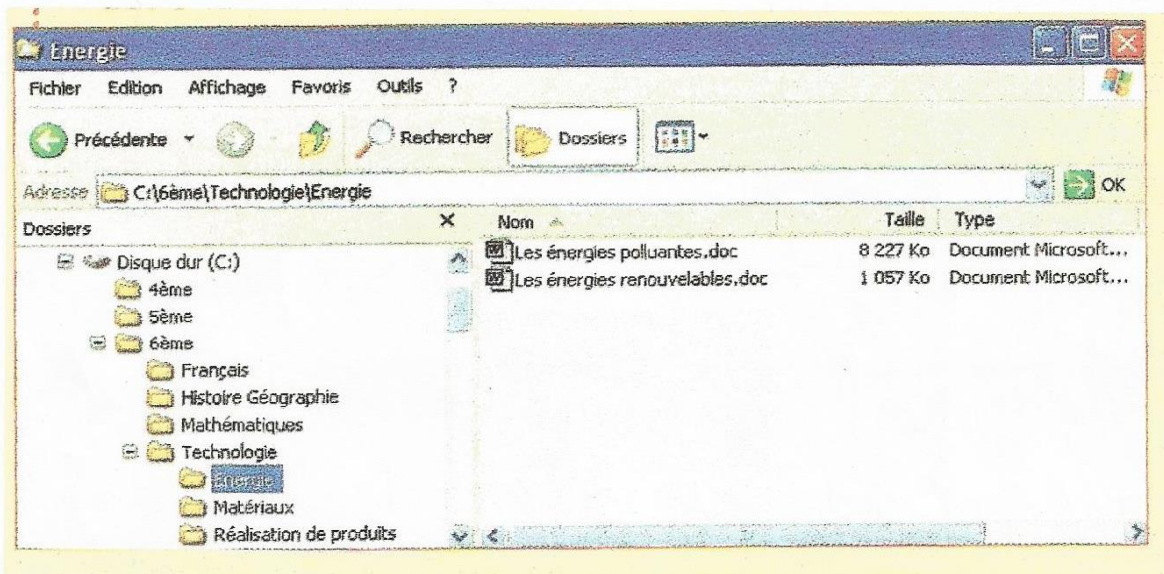 Energie
Fichier Edition Affichage Favoris Outils ?
Précédente Rechercher Dossiers
Adresse C:\6ème\Technologie\Energie OK
Dossiers Nom Taille Type
Disque dur (C:) Les énergies polluantes.doc 8 227 Ko Document Microsoft...
4ème Les énergies renouvelables.doc 1 057 Ko Document Microsoft...
5ème
6ème
Français
Histoire Géographie
Mathématiques
Technologie
Energie
Matériaux
Réalisation de produits